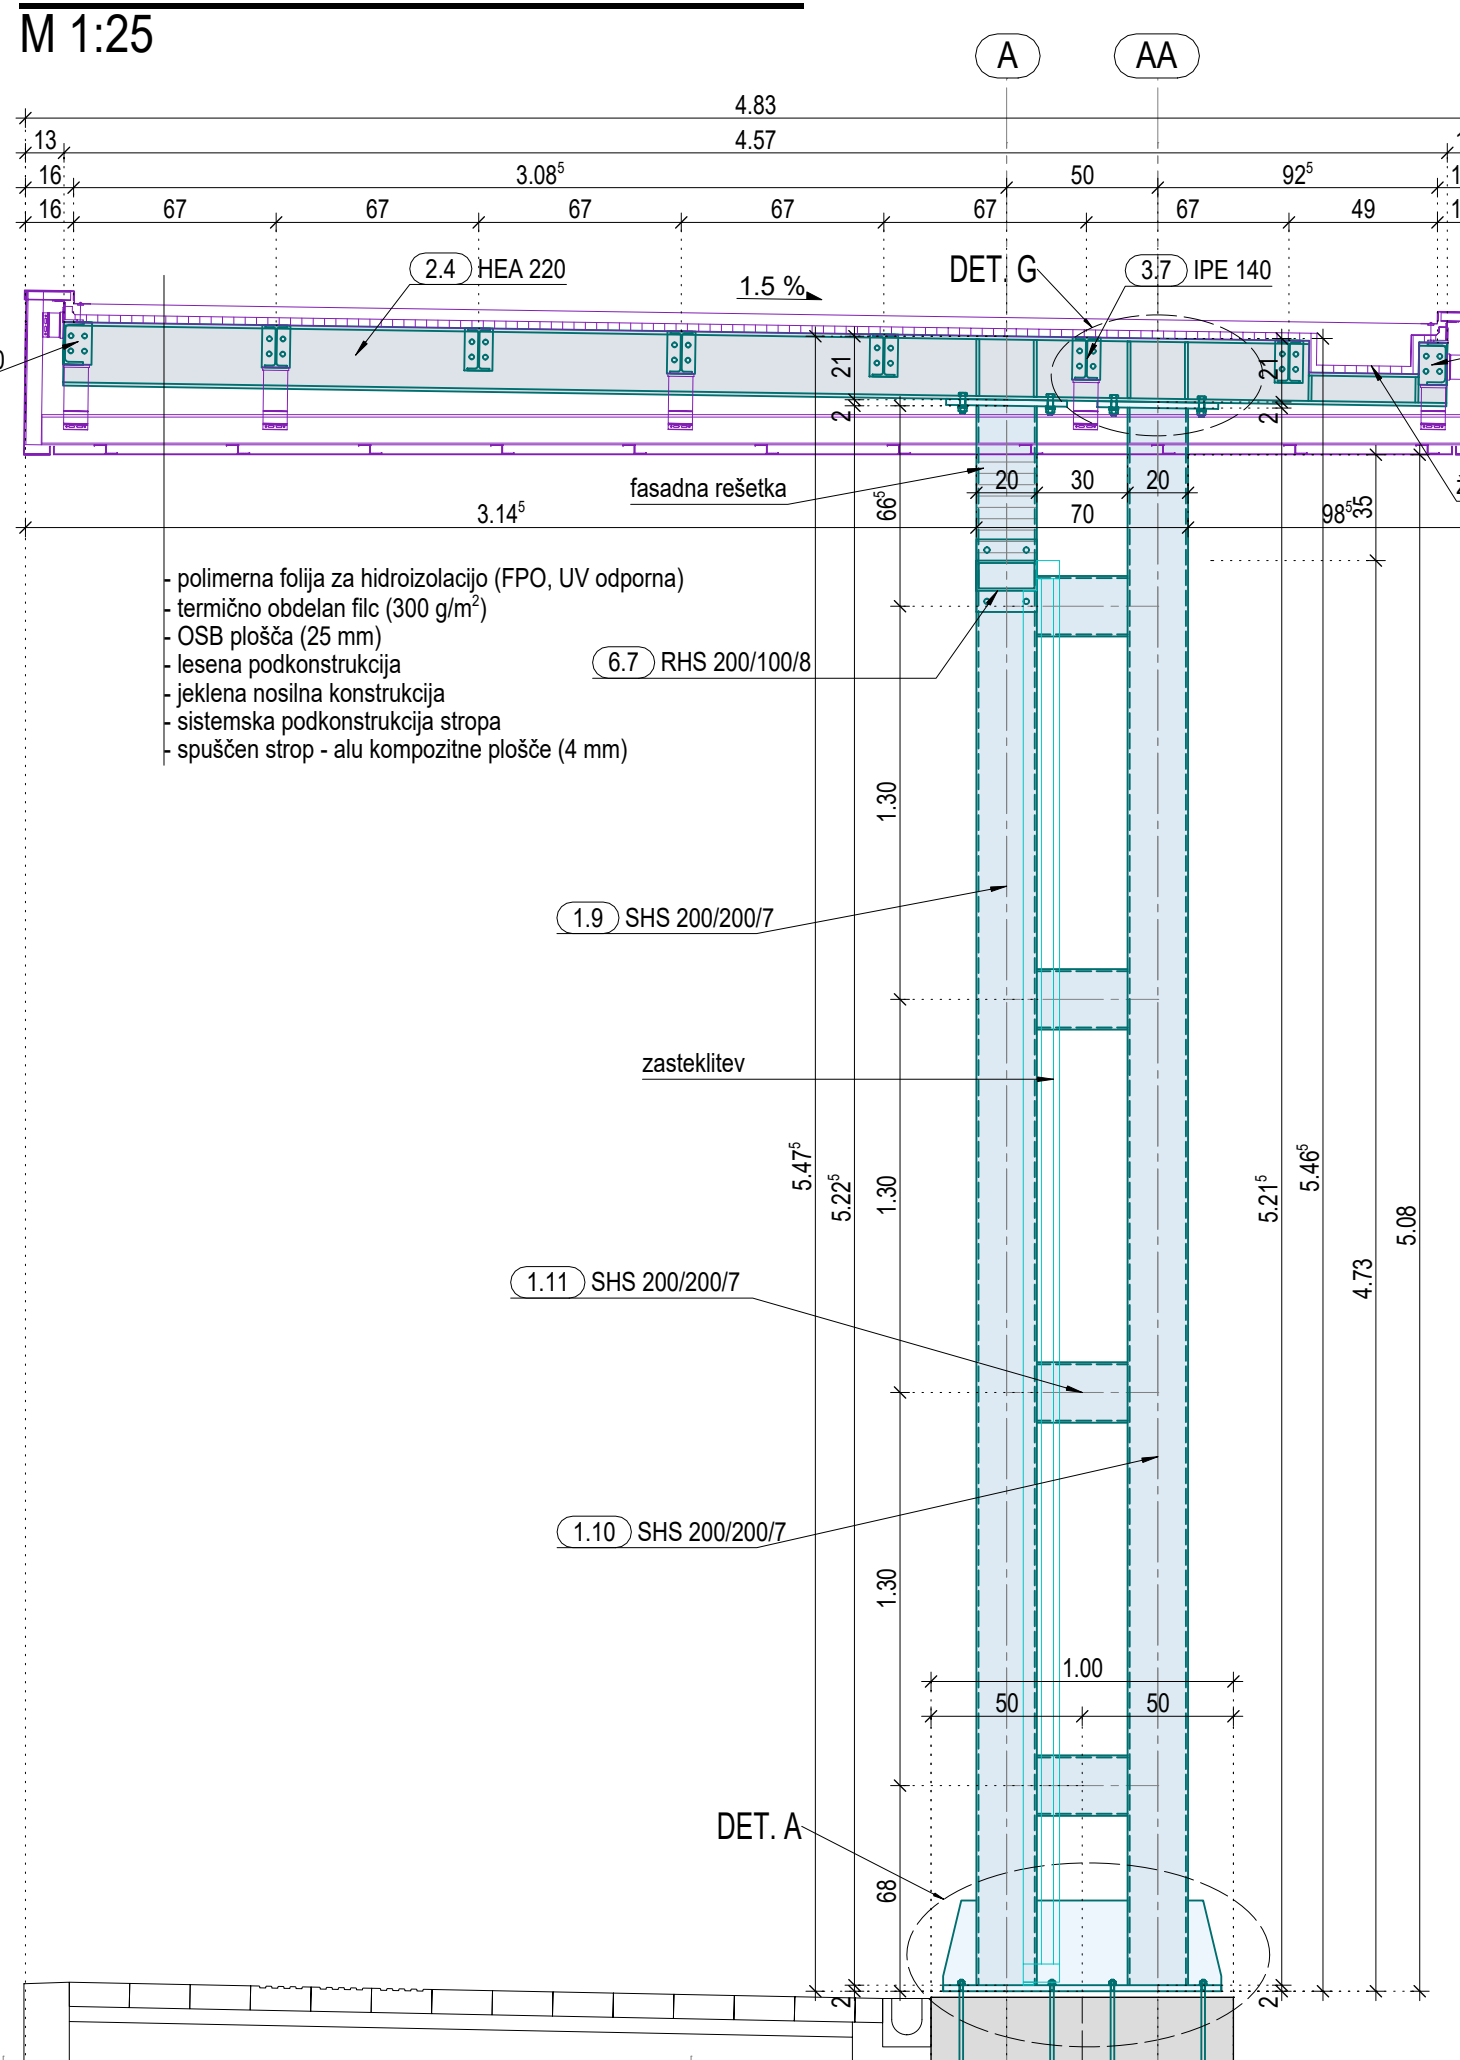 M 1:25
A
AA
4.83
13
4.57
16
3.08⁵
50
92⁵
16
67
67
67
67
67
67
49
2.4 HEA 220
1.5 %
DET. G
3.7 IPE 140
21
21
2
2
fasadna rešetka
20
30
20
66⁵
35
3.14⁵
70
98⁵
- polimerna folija za hidroizolacijo (FPO, UV odporna)
- termično obdelan filc (300 g/m²)
- OSB plošča (25 mm)
- lesena podkonstrukcija
- jeklena nosilna konstrukcija
- sistemska podkonstrukcija stropa
- spuščen strop - alu kompozitne plošče (4 mm)
6.7 RHS 200/100/8
1.30
1.9 SHS 200/200/7
zasteklitev
5.47⁵
5.22⁵
1.30
5.21⁵
5.46⁵
5.08
4.73
1.11 SHS 200/200/7
1.10 SHS 200/200/7
1.30
1.00
50
50
DET. A
68
2
2